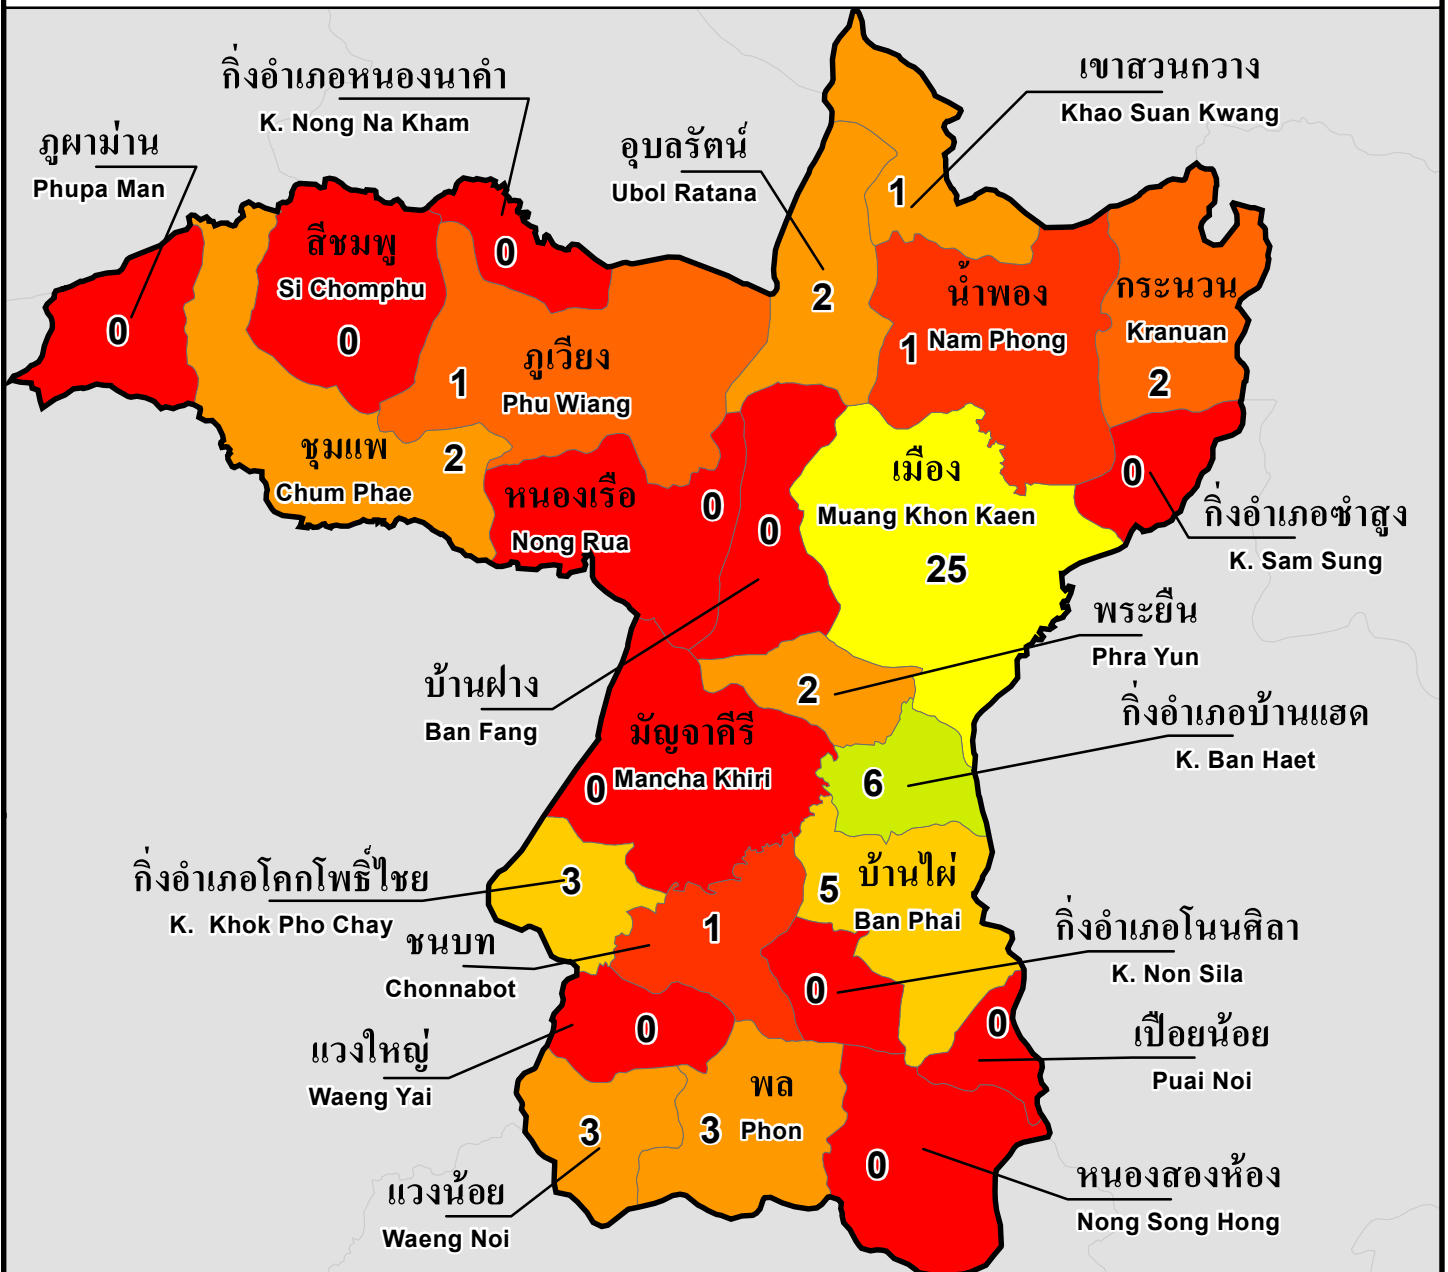 กิ่งอำเภอหนองนาคำ
K. Nong Na Kham
เขาสวนกวาง
Khao Suan Kwang
ภูผาม่าน
Phupa Man
อุบลรัตน์
Ubol Ratana
1
สีชมพู
Si Chomphu
0
0
0
2
น้ำพอง
Nam Phong
1
กระนวน
Kranuan
2
0
ภูเวียง
Phu Wiang
1
ชุมแพ
Chum Phae
2
หนองเรือ
Nong Rua
0
0
เมือง
Muang Khon Kaen
25
0
กิ่งอำเภอซำสูง
K. Sam Sung
พระยืน
Phra Yun
2
บ้านฝาง
Ban Fang
มัญจาคีรี
Mancha Khiri
0
กิ่งอำเภอบ้านแฮด
K. Ban Haet
6
กิ่งอำเภอโคกโพธิ์ไชย
K. Khok Pho Chay
3
บ้านไผ่
Ban Phai
5
ชนบท
Chonnabot
1
กิ่งอำเภอโนนศิลา
K. Non Sila
0
แวงใหญ่
Waeng Yai
0
0
เปือยน้อย
Puai Noi
พล
Phon
3
3
แวงน้อย
Waeng Noi
0
หนองสองห้อง
Nong Song Hong